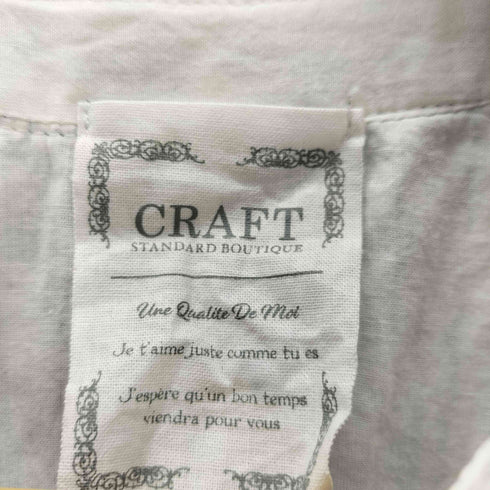 CRAFT
STANDARD BOUTIQUE
Une Qualite De Moi
Je t'aime juste comme tu es
J'espère qu'un bon temps
viendra pour vous